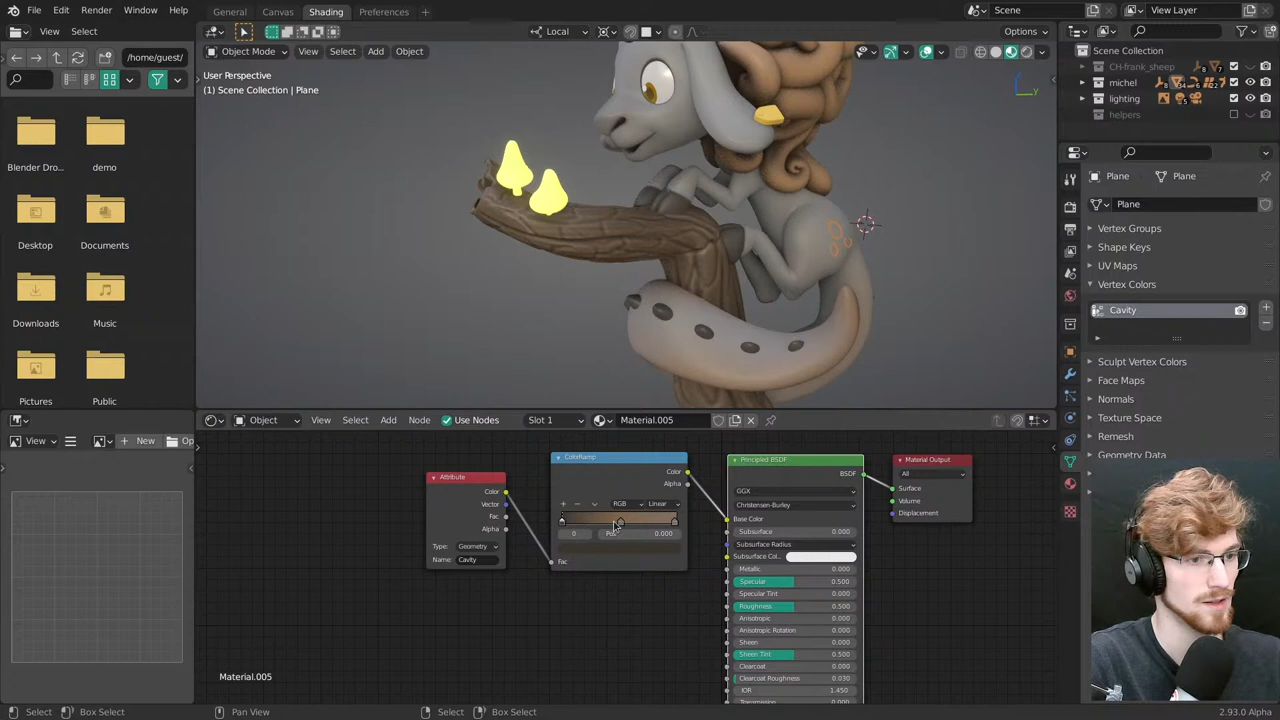 File Edit Render Window Help
General Canvas Shading Preferences +
Scene
View Layer
View Select
Local
Options
/home/guest/
Object Mode View Select Add Object
User Perspective
(1) Scene Collection | Plane
y
Scene Collection
CH-frank_sheep
michel
lighting
helpers
Blender Dro...
demo
Desktop
Documents
Downloads
Music
Pictures
Public
Plane
Plane
Plane
Vertex Groups
Shape Keys
UV Maps
Vertex Colors
Cavity
Sculpt Vertex Colors
Face Maps
Normals
Texture Space
Remesh
Geometry Data
View
New
Op
Object View Select Add Node Use Nodes Slot 1 Material.005
Attribute
Color
Vector
Fac
Alpha
Type: Geometry
Name: Cavity
ColorRamp
Color
Alpha
RGB Linear
0 Pos 0.000
Fac
Principled BSDF
BSDF
GGX
Christensen-Burley
Base Color
Subsurface 0.000
Subsurface Radius
Subsurface Col...
Metallic 0.000
Specular 0.500
Specular Tint 0.000
Roughness 0.500
Anisotropic 0.000
Anisotropic Rotation 0.000
Sheen 0.000
Sheen Tint 0.500
Clearcoat 0.000
Clearcoat Roughness 0.030
IOR 1.450
Material Output
All
Surface
Volume
Displacement
Material.005
Select Box Select Pan View Select Box Select 2.93.0 Alpha